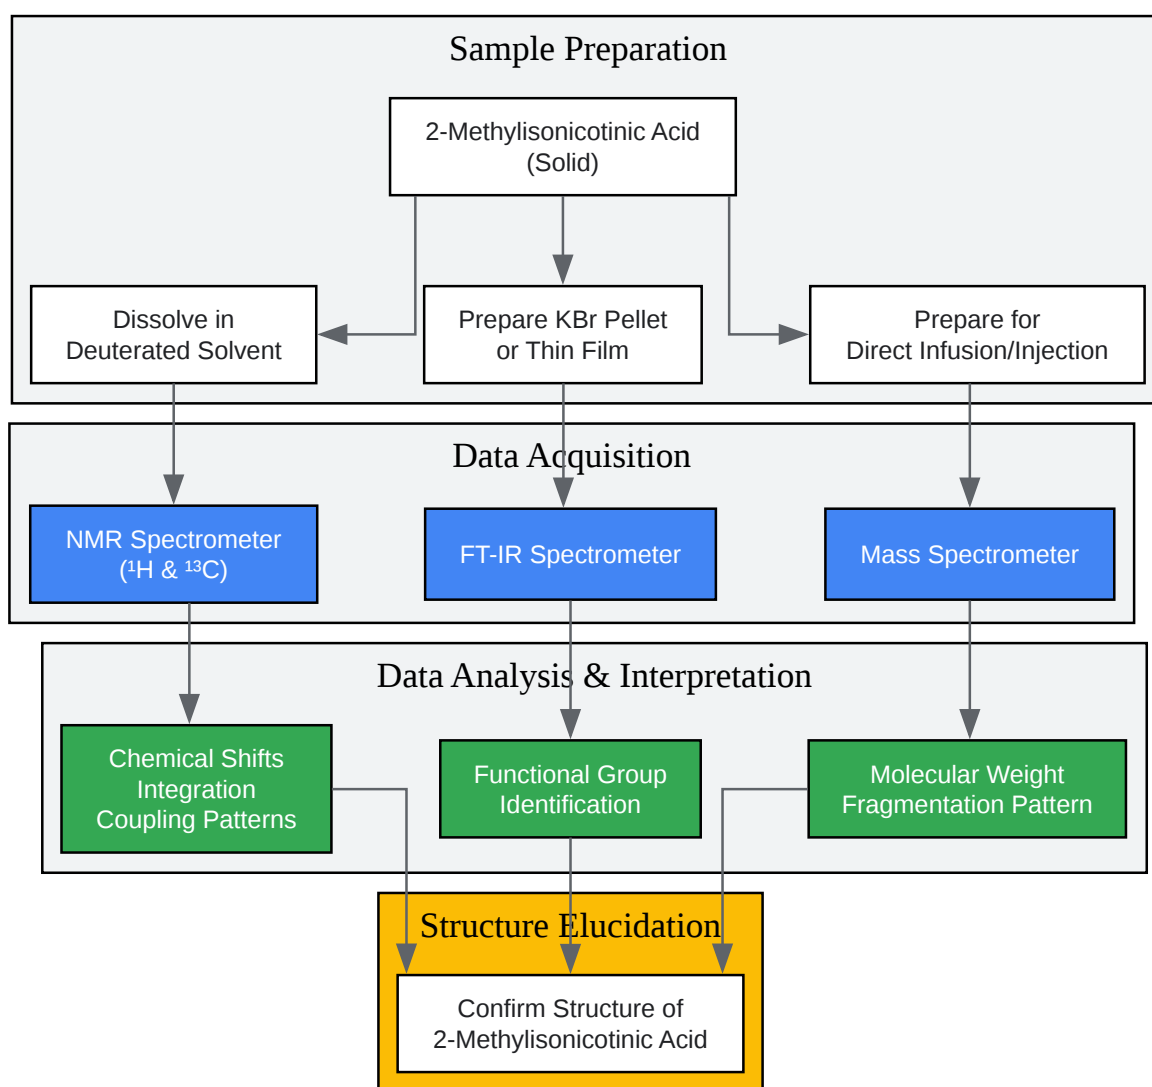 Sample Preparation
2-Methylisonicotinic Acid
(Solid)
Dissolve in
Deuterated Solvent
Prepare KBr Pellet
or Thin Film
Prepare for
Direct Infusion/Injection
Data Acquisition
NMR Spectrometer
(¹H & ¹³C)
FT-IR Spectrometer
Mass Spectrometer
Data Analysis & Interpretation
Chemical Shifts
Integration
Coupling Patterns
Functional Group
Identification
Molecular Weight
Fragmentation Pattern
Structure Elucidation
Confirm Structure of
2-Methylisonicotinic Acid